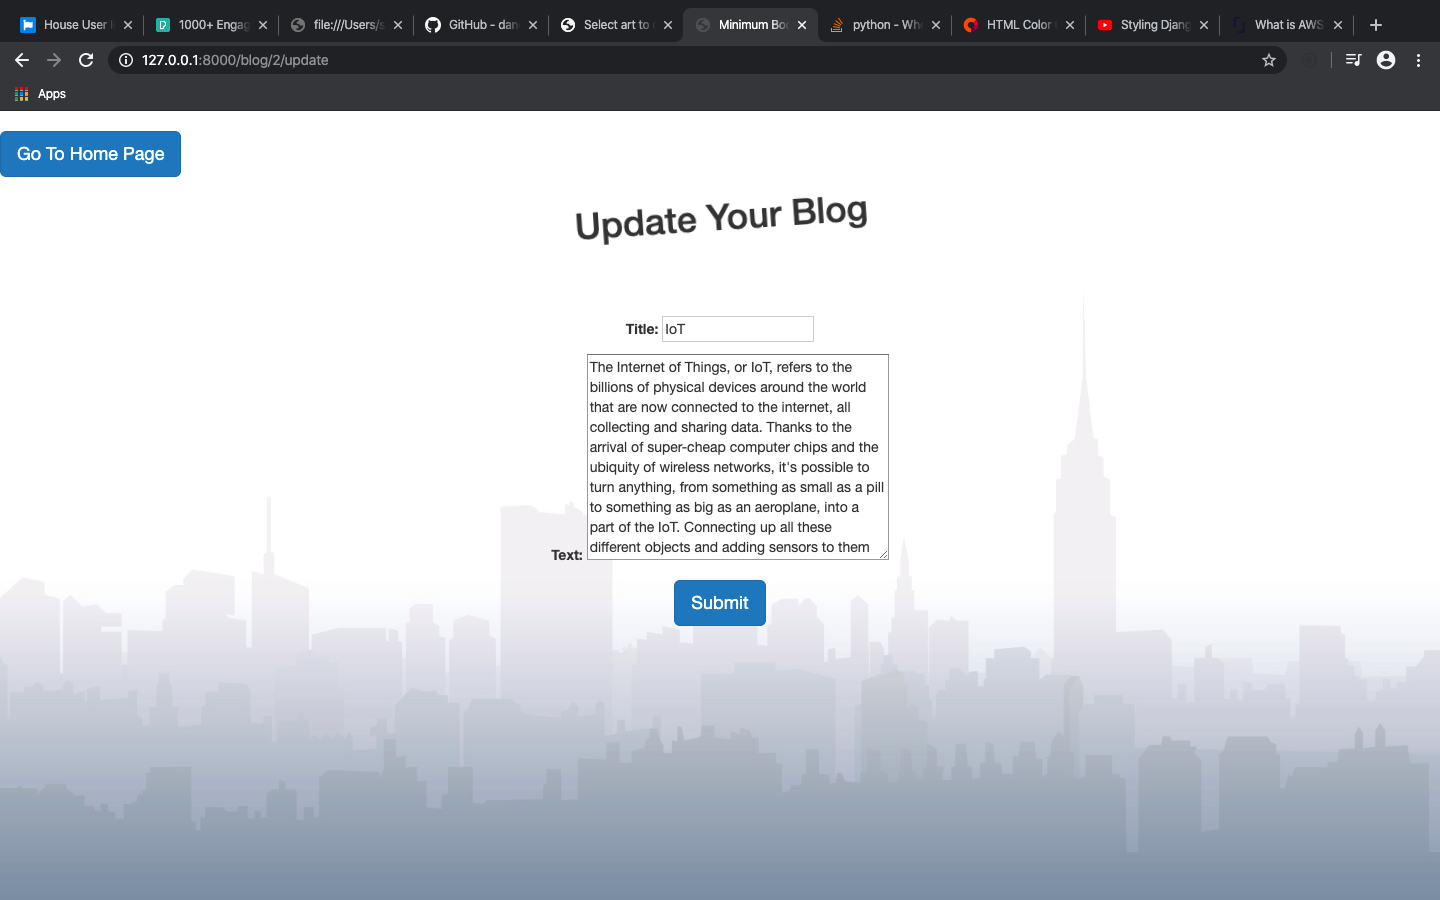 House User
1000+ Engag
file:///Users/s
GitHub - dan
Select art to
Minimum Boo
python - Whe
HTML Color
Styling Djang
What is AWS
127.0.0.1:8000/blog/2/update
Apps
Go To Home Page
Update Your Blog
Title: IoT
The Internet of Things, or IoT, refers to the
billions of physical devices around the world
that are now connected to the internet, all
collecting and sharing data. Thanks to the
arrival of super-cheap computer chips and the
ubiquity of wireless networks, it's possible to
turn anything, from something as small as a pill
to something as big as an aeroplane, into a
part of the IoT. Connecting up all these
different objects and adding sensors to them
Text:
Submit